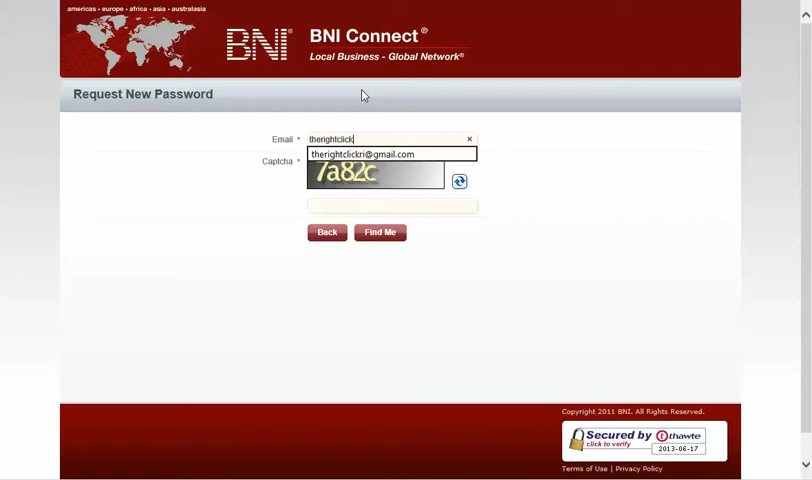 americas · europe · africa · asia · australasia
BNI®
BNI Connect®
Local Business - Global Network®
Request New Password
Email * therightclick ×
therightclickri@gmail.com
Captcha *
7a82c
Back Find Me
Copyright 2011 BNI. All Rights Reserved.
Secured by thawte
click to verify 2013-06-17
Terms of Use | Privacy Policy